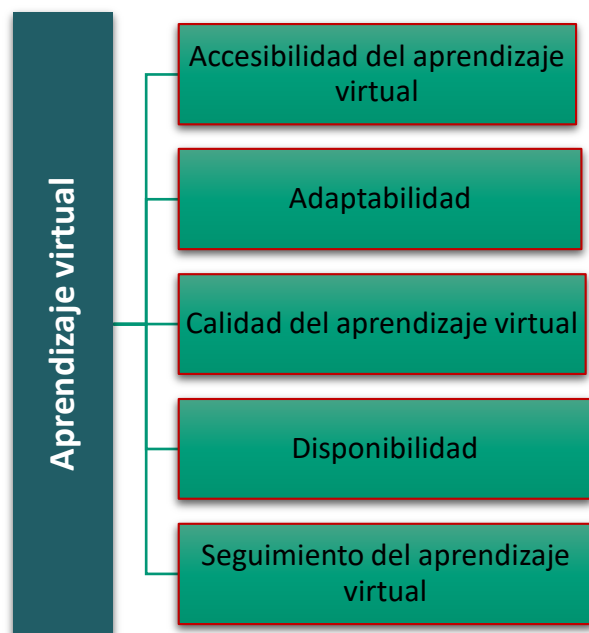 Aprendizaje virtual
Accesibilidad del aprendizaje
virtual
Adaptabilidad
Calidad del aprendizaje virtual
Disponibilidad
Seguimiento del aprendizaje
virtual